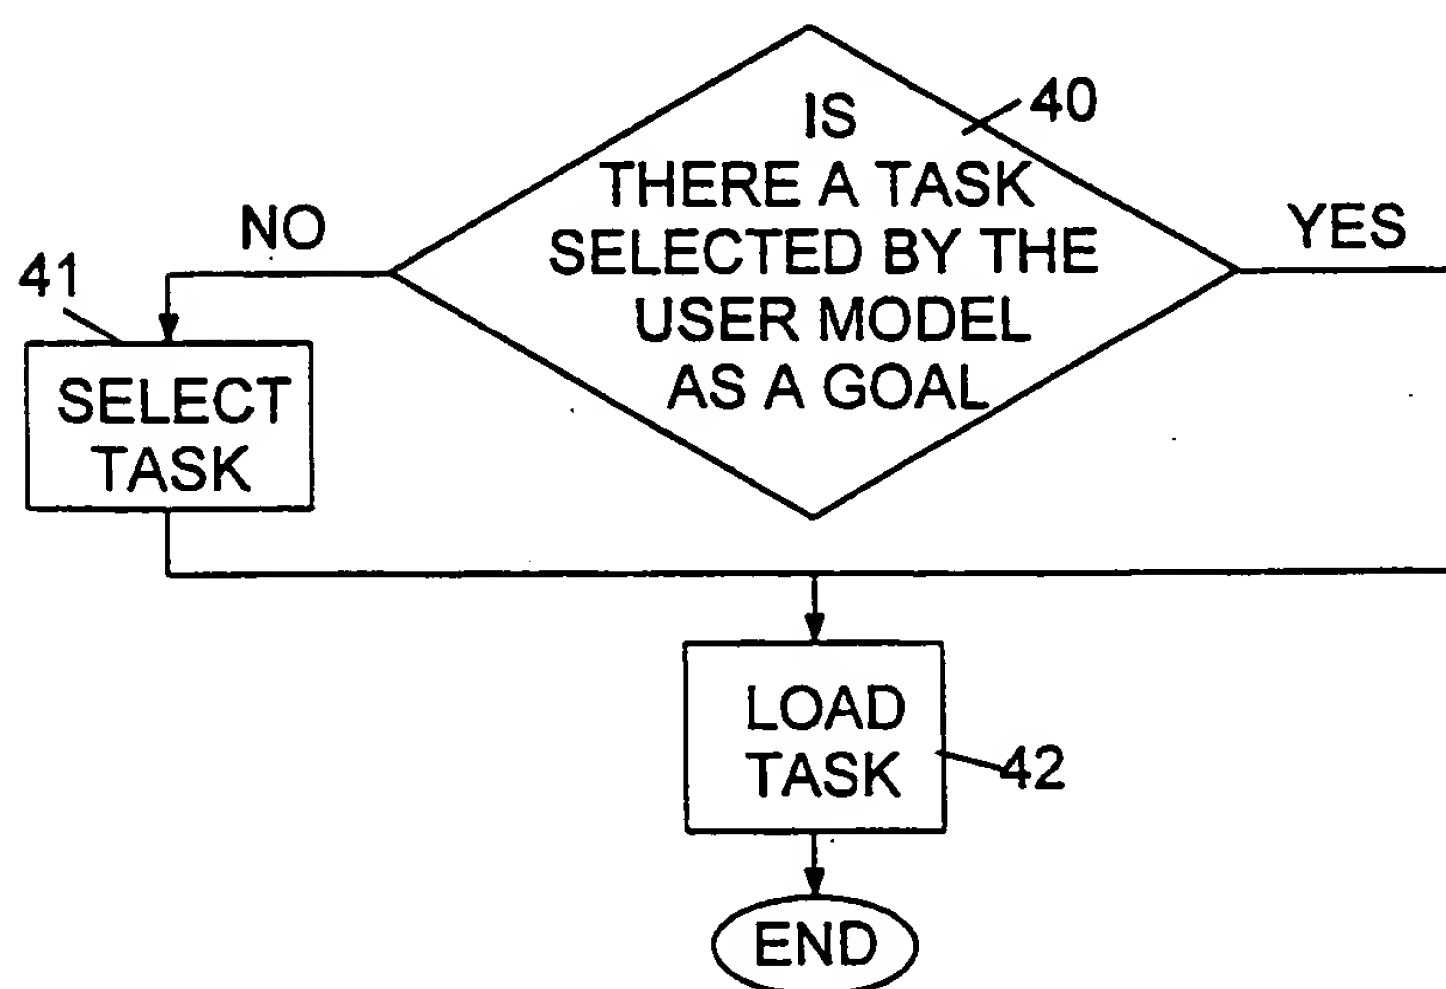 IS
40
THERE A TASK
NO
SELECTED BY THE
YES
USER MODEL
41
AS A GOAL
SELECT
TASK
LOAD
TASK
42
END